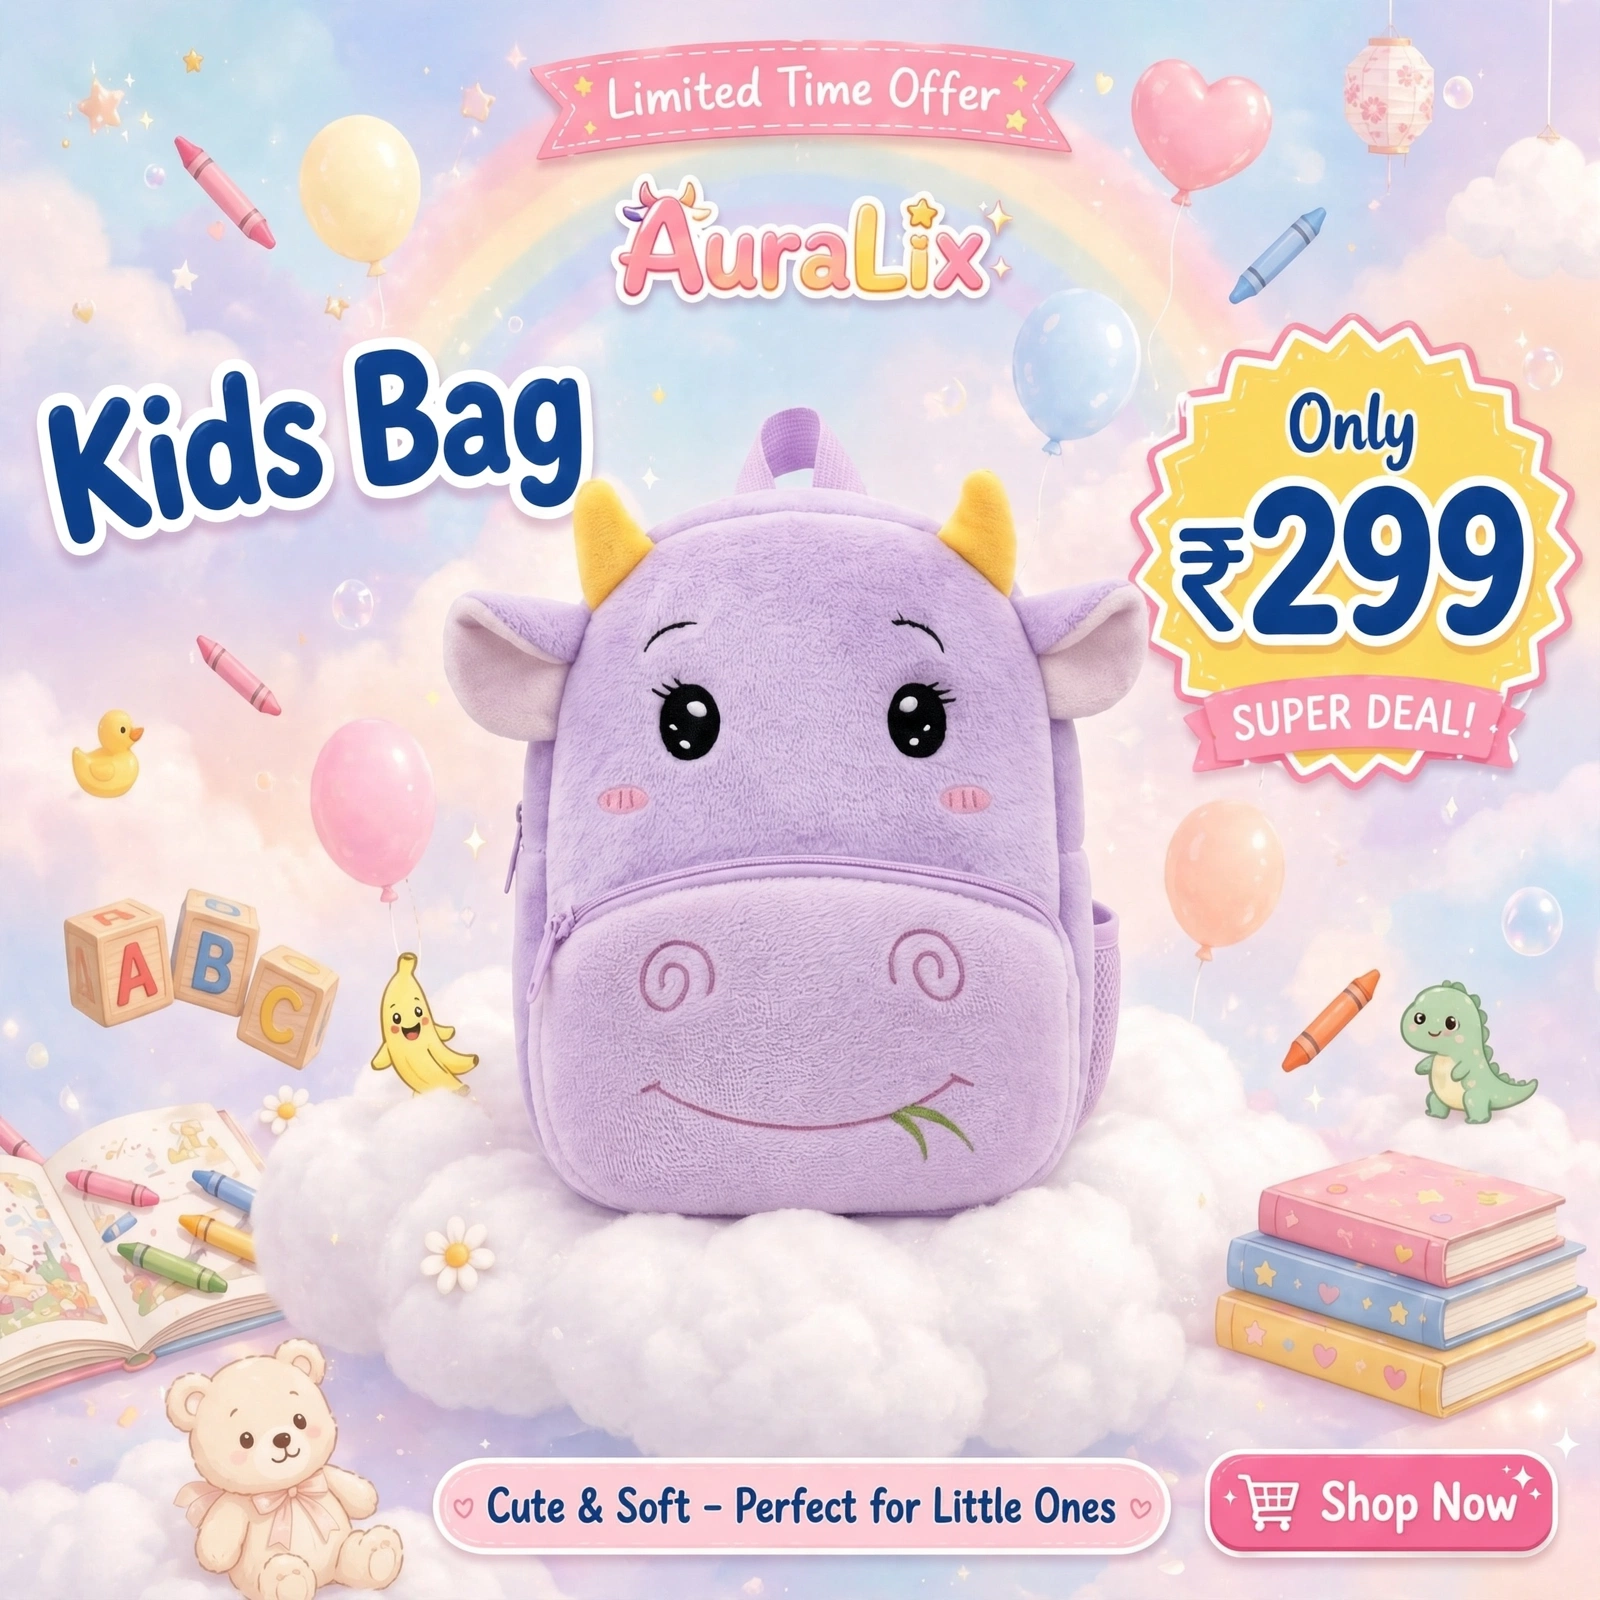 Limited Time Offer
AuraLix
Kids Bag
Only
₹299
SUPER DEAL!
A B C
Cute & Soft – Perfect for Little Ones
Shop Now